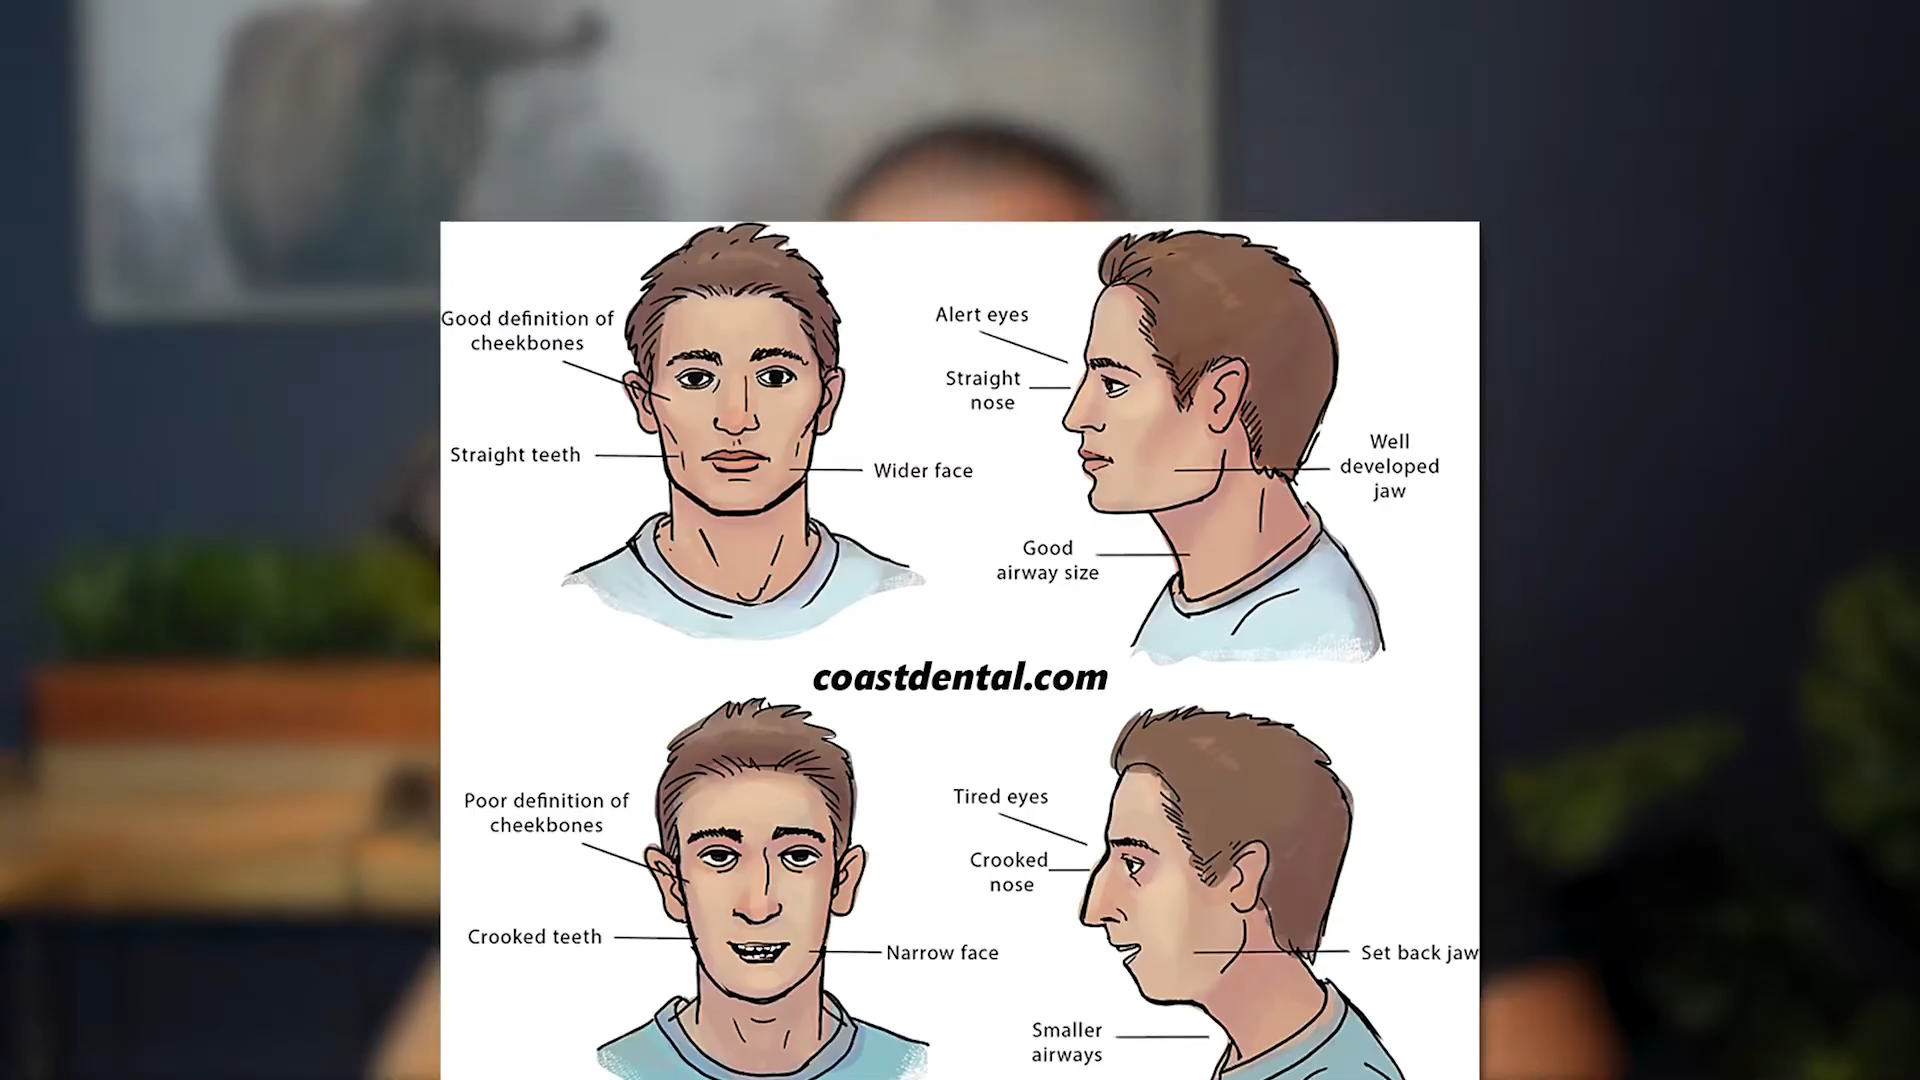 Good definition of
cheekbones
Straight teeth
Wider face
Alert eyes
Straight
nose
Well
developed
jaw
Good
airway size
coastdental.com
Poor definition of
cheekbones
Crooked teeth
Narrow face
Tired eyes
Crooked
nose
Set back jaw
Smaller
airways